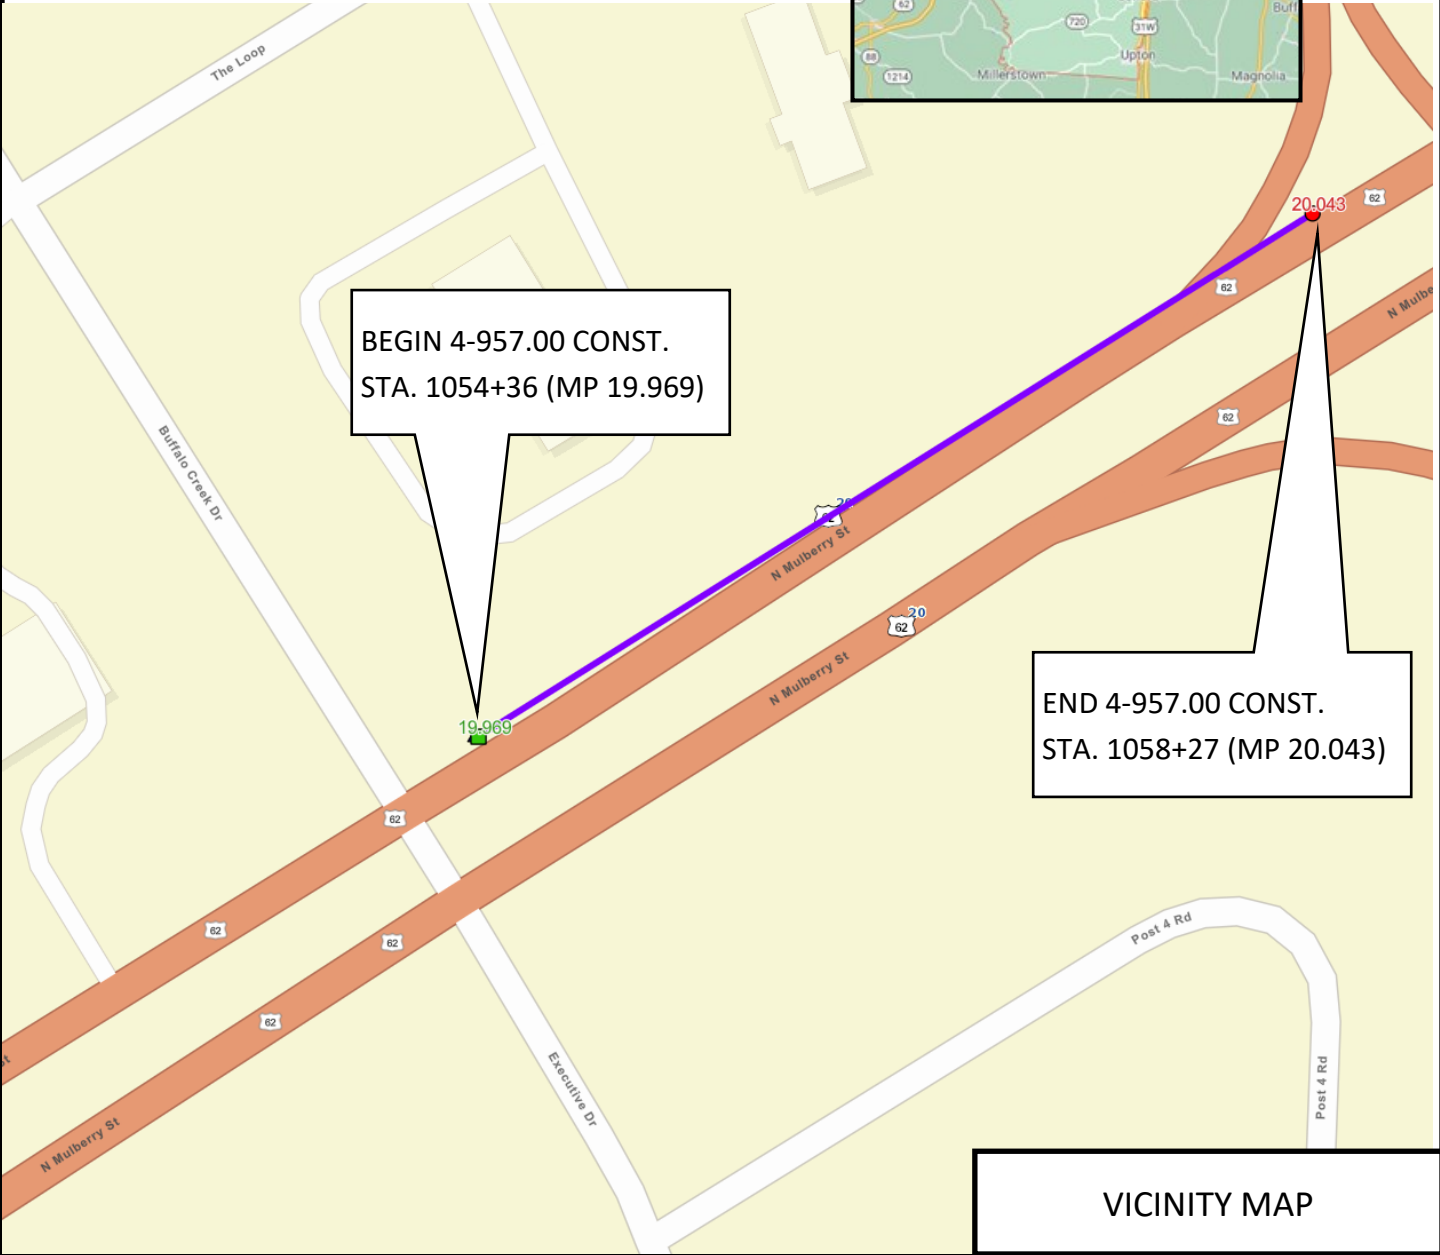 62
720
31W
Buff
Upton
88
1214
Millerstown
Magnolia
The Loop
20.043
62
62
N Mulbe
BEGIN 4-957.00 CONST.
STA. 1054+36 (MP 19.969)
62
Buffalo Creek Dr
20
62
N Mulberry St
20
62
N Mulberry St
END 4-957.00 CONST.
STA. 1058+27 (MP 20.043)
19.969
62
62
62
Post 4 Rd
62
st
Executive Dr
Post 4 Rd
N Mulberry St
VICINITY MAP